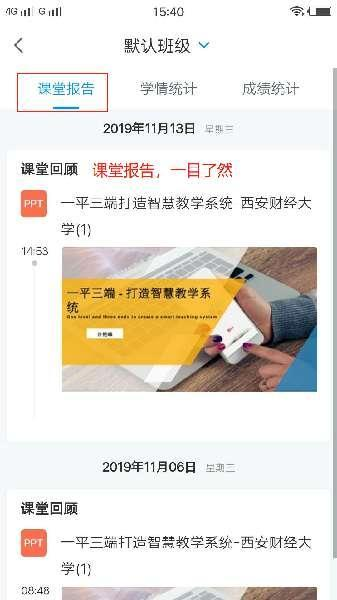 4G
15:40
默认班级
课堂报告
学情统计
成绩统计
2019年11月13日 星期三
课堂回顾
课堂报告，一目了然
PPT
一平三端打造智慧教学系统-西安财经大
学(1)
14:53
一平三端 - 打造智慧教学系
统
One level and three ends to create a smart teaching system
2019年11月06日 星期三
课堂回顾
PPT
一平三端打造智慧教学系统-西安财经大
学(1)
08:48